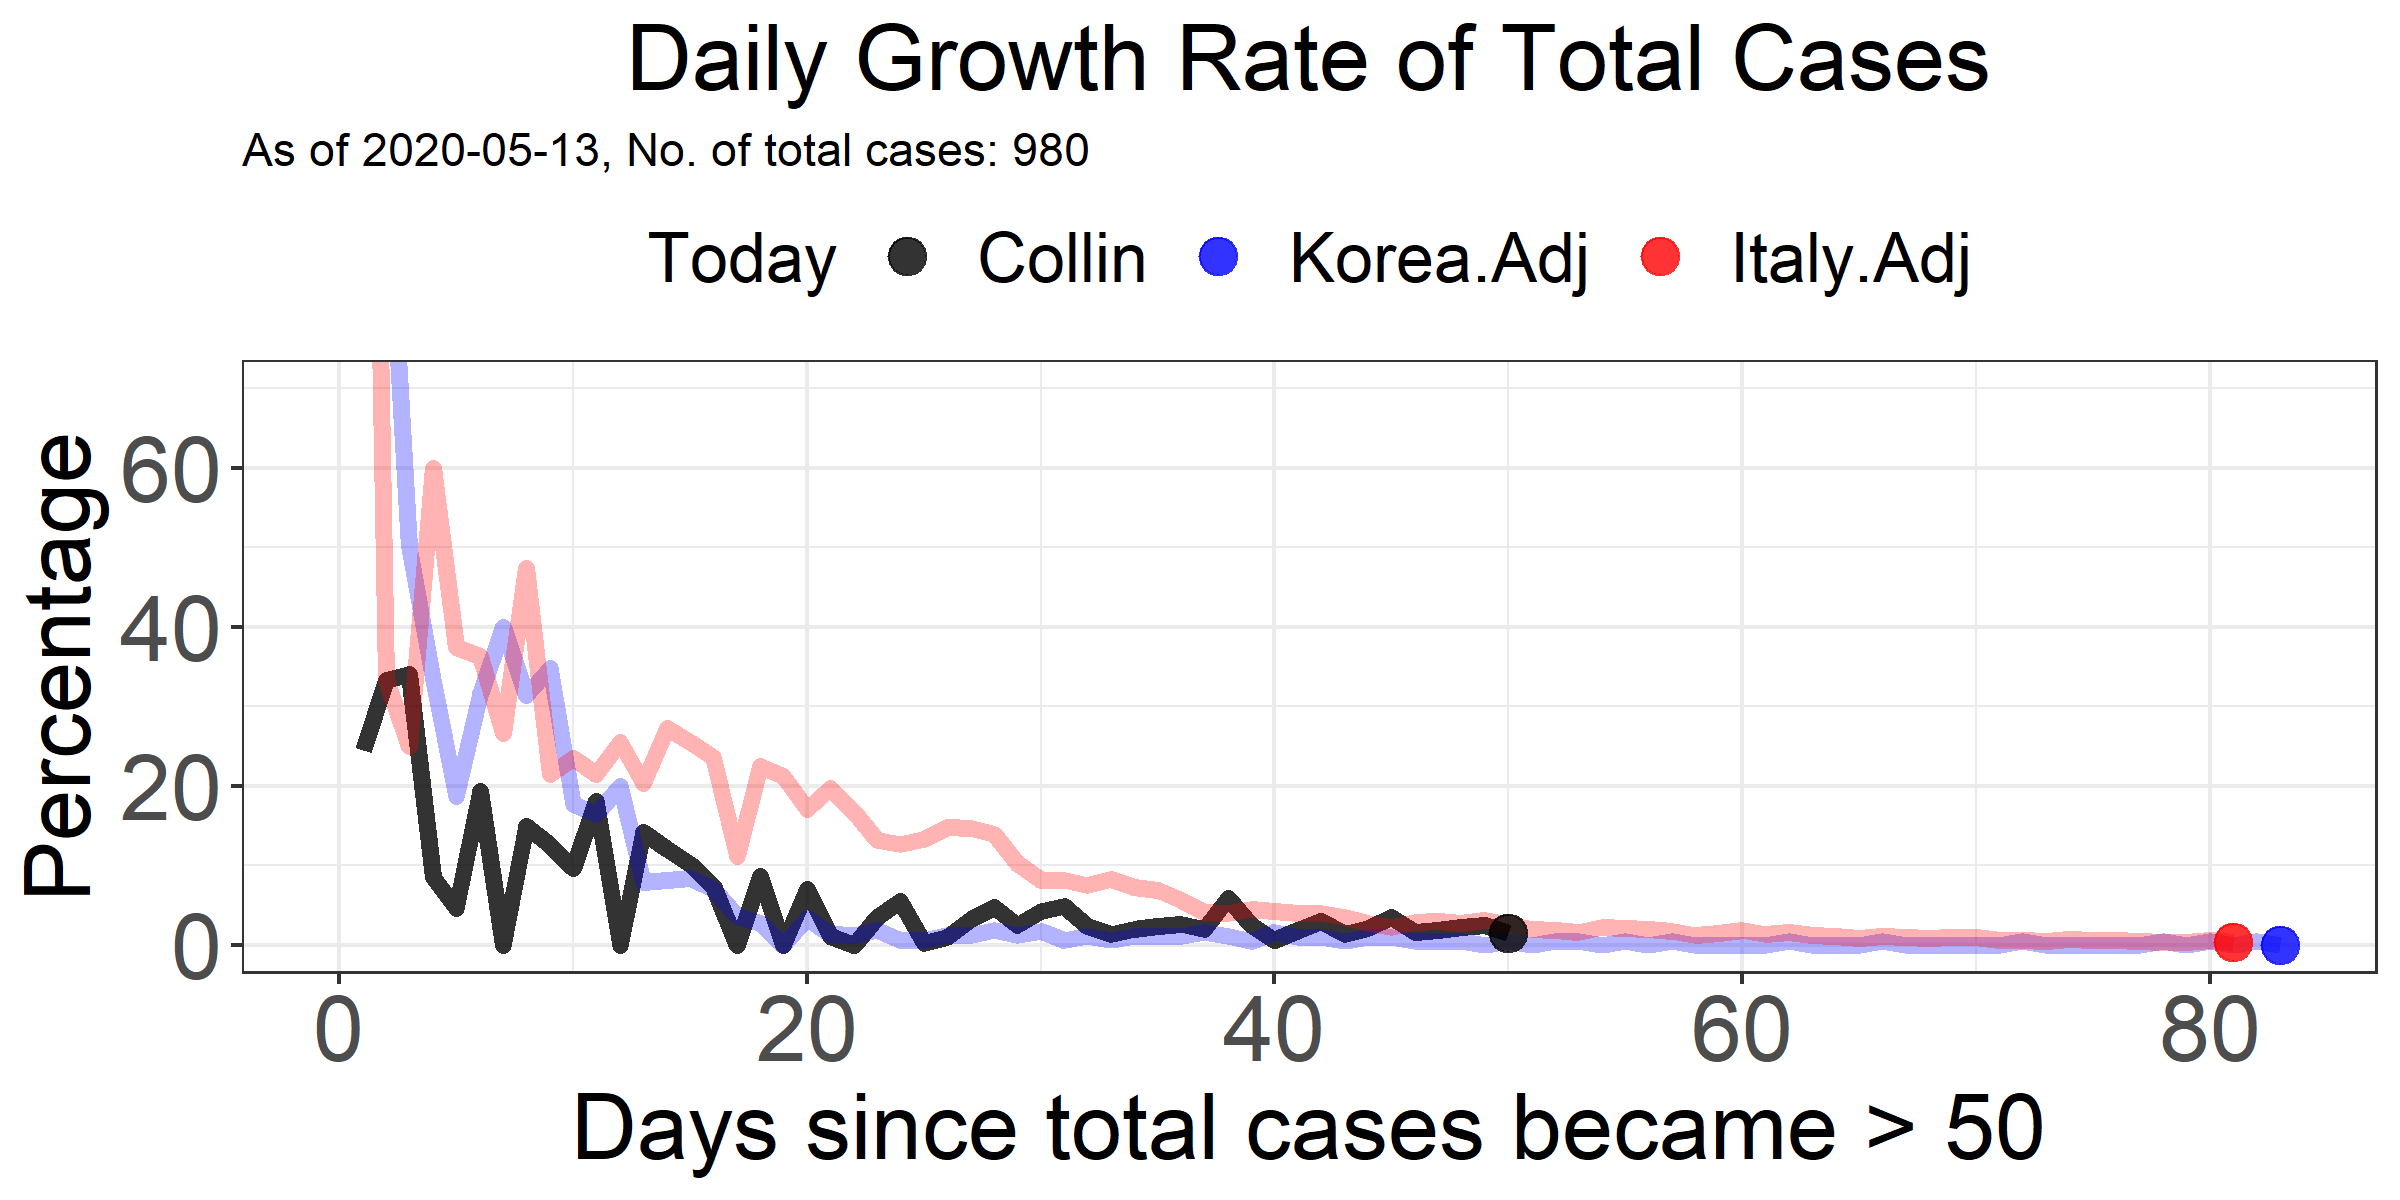 Daily Growth Rate of Total Cases
As of 2020-05-13, No. of total cases: 980
Today Collin Korea.Adj Italy.Adj
Percentage
60
40
20
0
0 20 40 60 80
Days since total cases became > 50